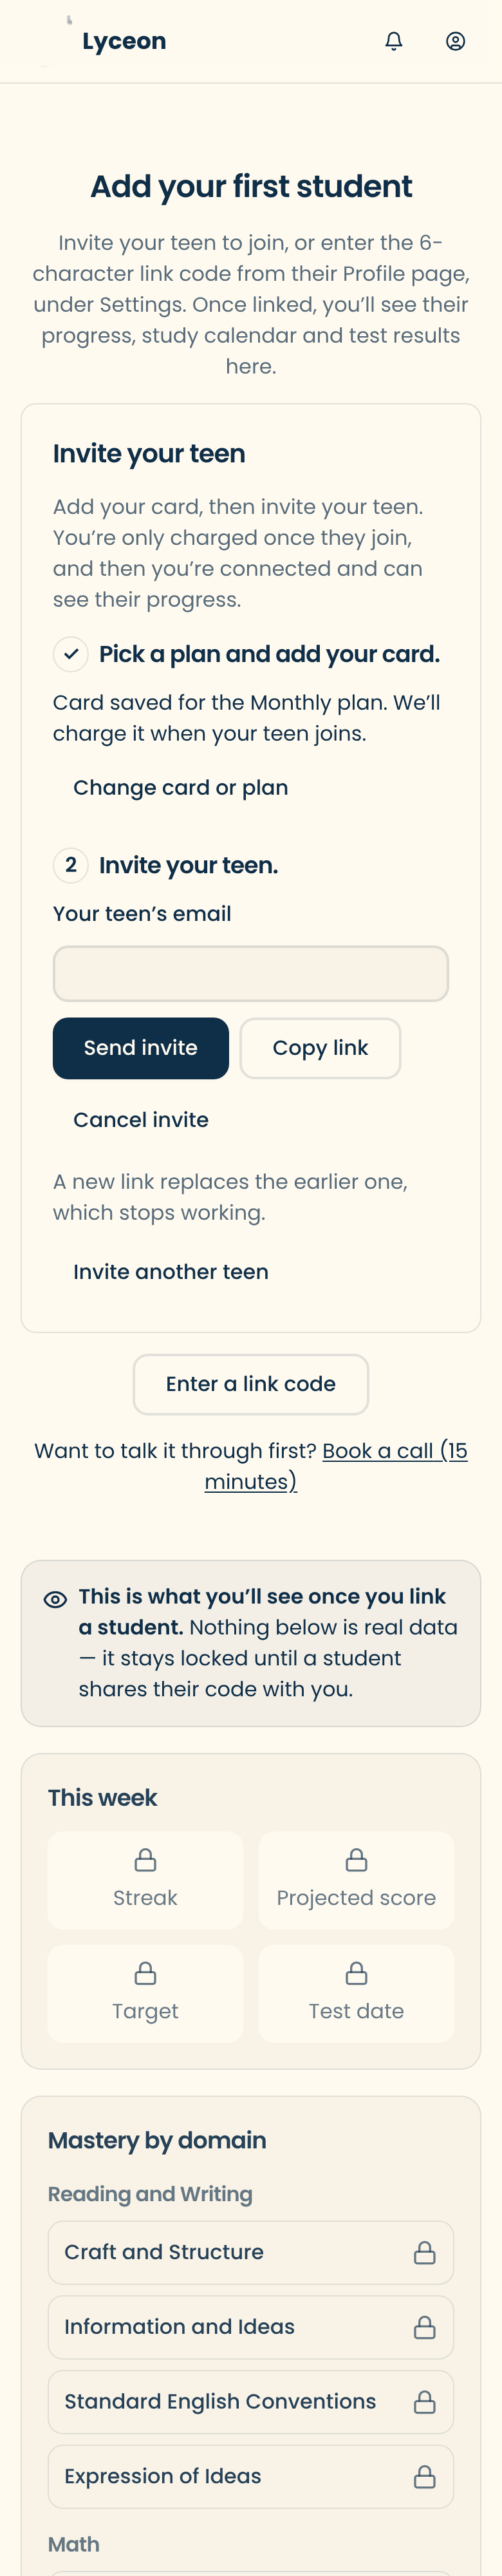 Lyceon
Add your first student
Invite your teen to join, or enter the 6-
character link code from their Profile page,
under Settings. Once linked, you’ll see their
progress, study calendar and test results
here.
Invite your teen
Add your card, then invite your teen.
You’re only charged once they join,
and then you’re connected and can
see their progress.
Pick a plan and add your card.
Card saved for the Monthly plan. We’ll
charge it when your teen joins.
Change card or plan
2 Invite your teen.
Your teen’s email
Send invite Copy link
Cancel invite
A new link replaces the earlier one,
which stops working.
Invite another teen
Enter a link code
Want to talk it through first? Book a call (15
minutes)
This is what you’ll see once you link
a student. Nothing below is real data
— it stays locked until a student
shares their code with you.
This week
Streak Projected score
Target Test date
Mastery by domain
Reading and Writing
Craft and Structure
Information and Ideas
Standard English Conventions
Expression of Ideas
Math